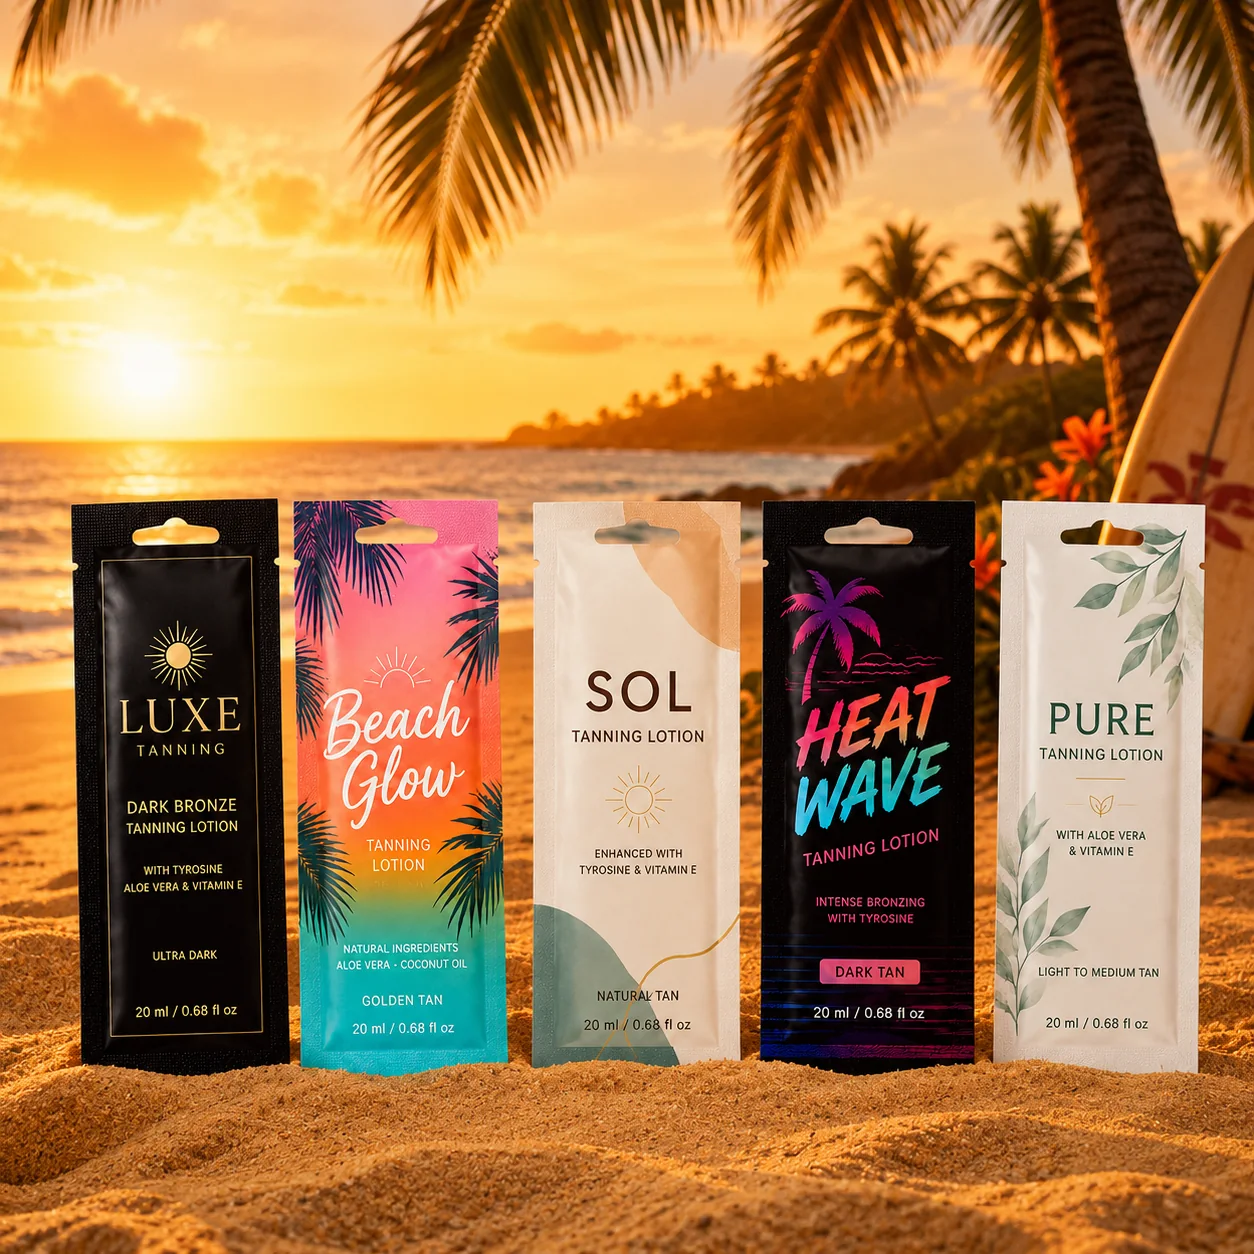 LUXE
TANNING
DARK BRONZE
TANNING LOTION
WITH TYROSINE
ALOE VERA & VITAMIN E
ULTRA DARK
20 ml / 0.68 fl oz
Beach
Glow
TANNING
LOTION
NATURAL INGREDIENTS
ALOE VERA - COCONUT OIL
GOLDEN TAN
20 ml / 0.68 fl oz
SOL
TANNING LOTION
ENHANCED WITH
TYROSINE & VITAMIN E
NATURAL TAN
20 ml / 0.68 fl oz
HEAT
WAVE
TANNING LOTION
INTENSE BRONZING
WITH TYROSINE
DARK TAN
20 ml / 0.68 fl oz
PURE
TANNING LOTION
WITH ALOE VERA
& VITAMIN E
LIGHT TO MEDIUM TAN
20 ml / 0.68 fl oz